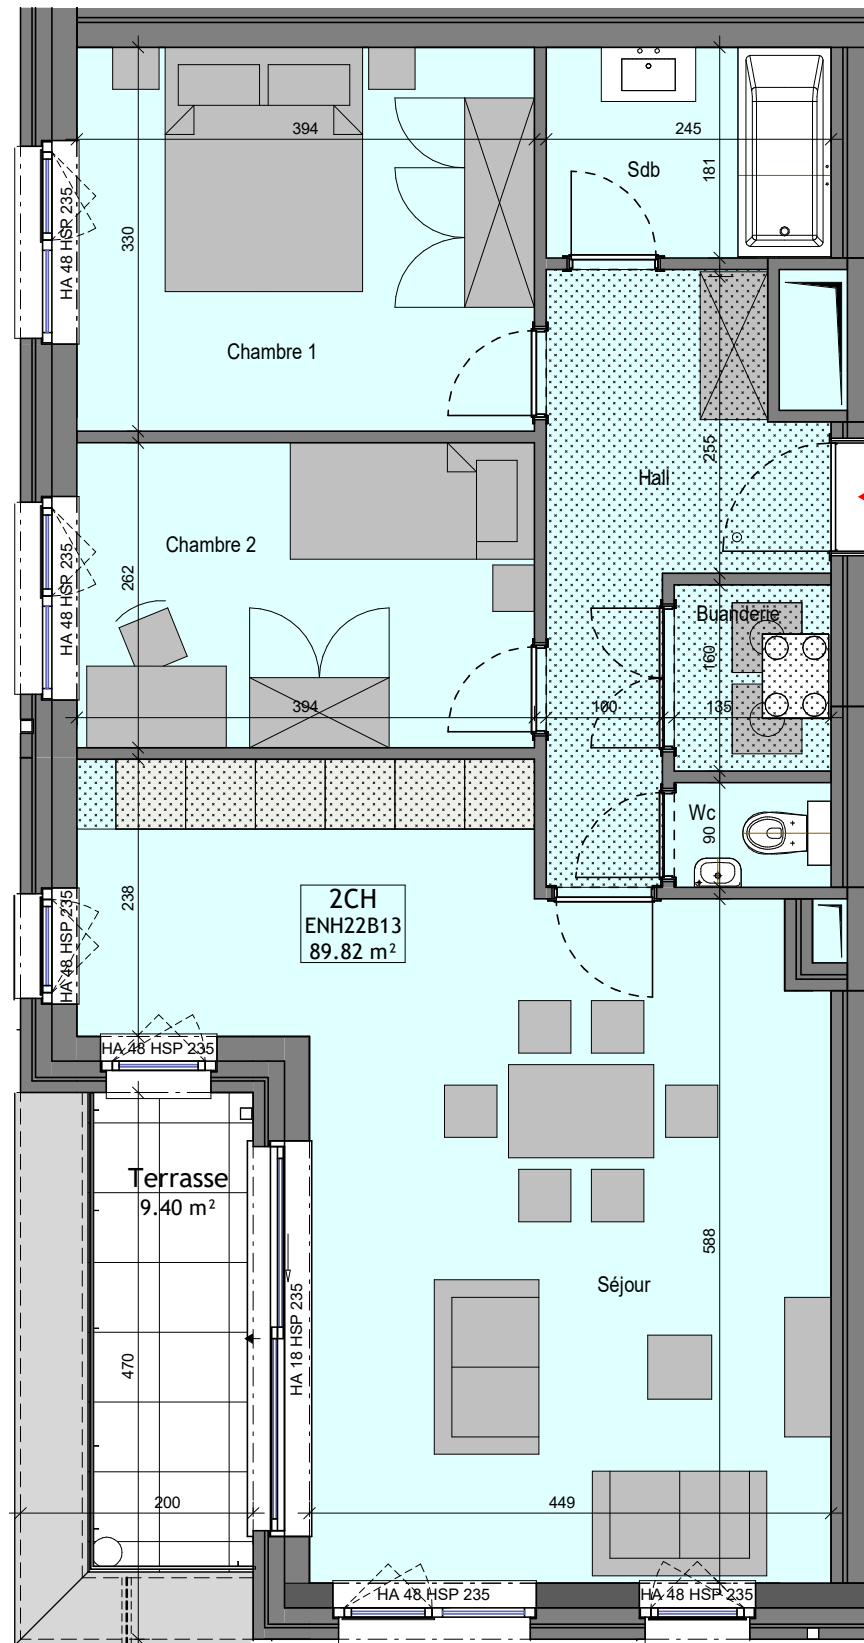 394
245
Sdb
181
HA 48 HSP 235
330
Chambre 1
255
Hall
Chambre 2
262
HA 48 HSP 235
Buanderie
160
394
100
135
Wc
90
238
HA 48 HSP 235
2CH
ENH22B13
89.82 m²
HA 48 HSP 235
Terrasse
9.40 m²
588
Séjour
HA 18 HSP 235
470
200
449
HA 48 HSP 235
HA 48 HSP 235